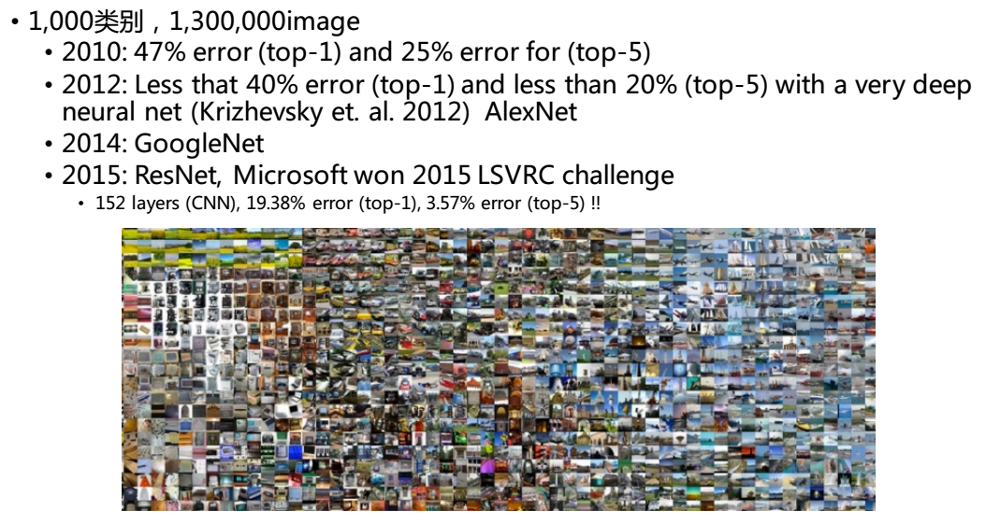 • 1,000类别，1,300,000image
• 2010: 47% error (top-1) and 25% error for (top-5)
• 2012: Less that 40% error (top-1) and less than 20% (top-5) with a very deep
neural net (Krizhevsky et. al. 2012) AlexNet
• 2014: GoogleNet
• 2015: ResNet, Microsoft won 2015 LSVRC challenge
• 152 layers (CNN), 19.38% error (top-1), 3.57% error (top-5) !!